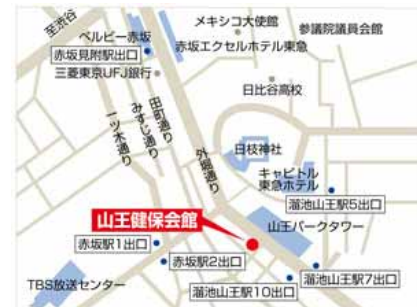 至渋谷
メキシコ大使館
参議院議員会館
ベルビー赤坂
赤坂エクセルホテル東急
赤坂見附駅出口
三菱東京UFJ銀行
日比谷高校
田町通り
みすじ通り
一ツ木通り
外堀通り
日枝神社
キャピトル
東急ホテル
溜池山王駅5出口
山王健保会館
山王パークタワー
赤坂駅1出口
赤坂駅2出口
溜池山王駅7出口
TBS放送センター
溜池山王駅10出口